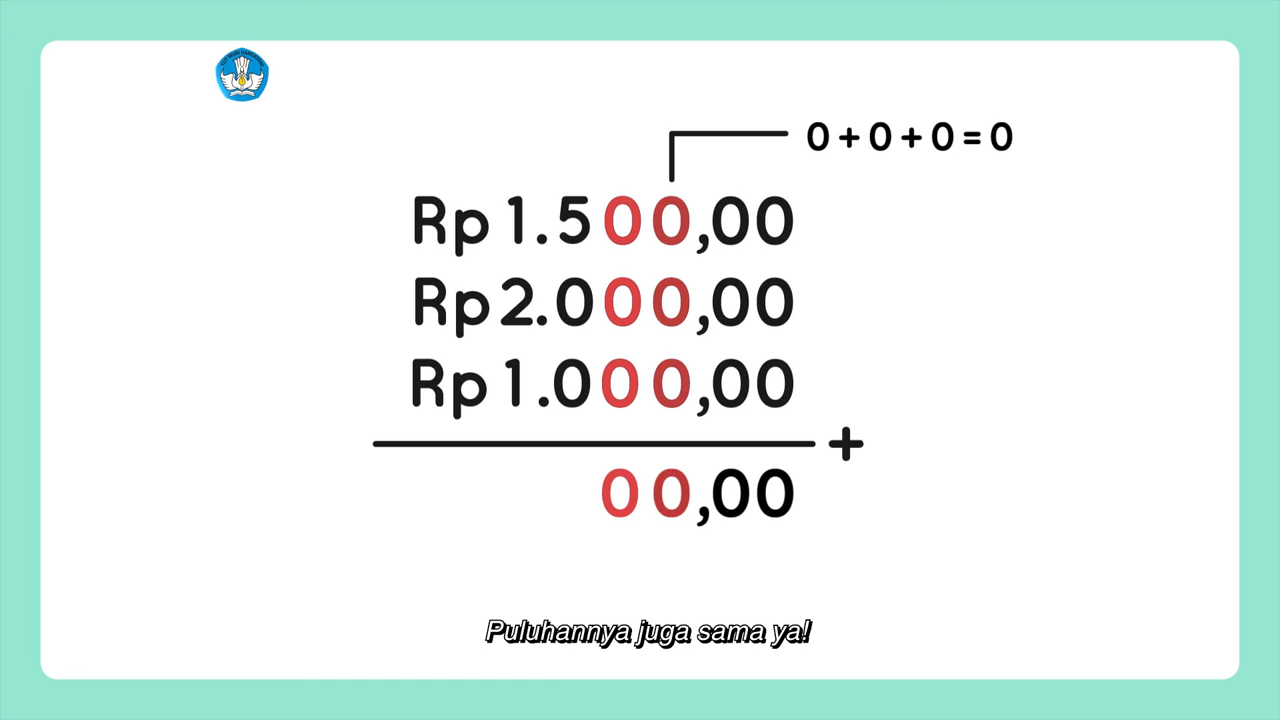 0 + 0 + 0 = 0
Rp 1.500,00
Rp 2.000,00
Rp 1.000,00
+
00,00
Puluhannya juga sama ya!